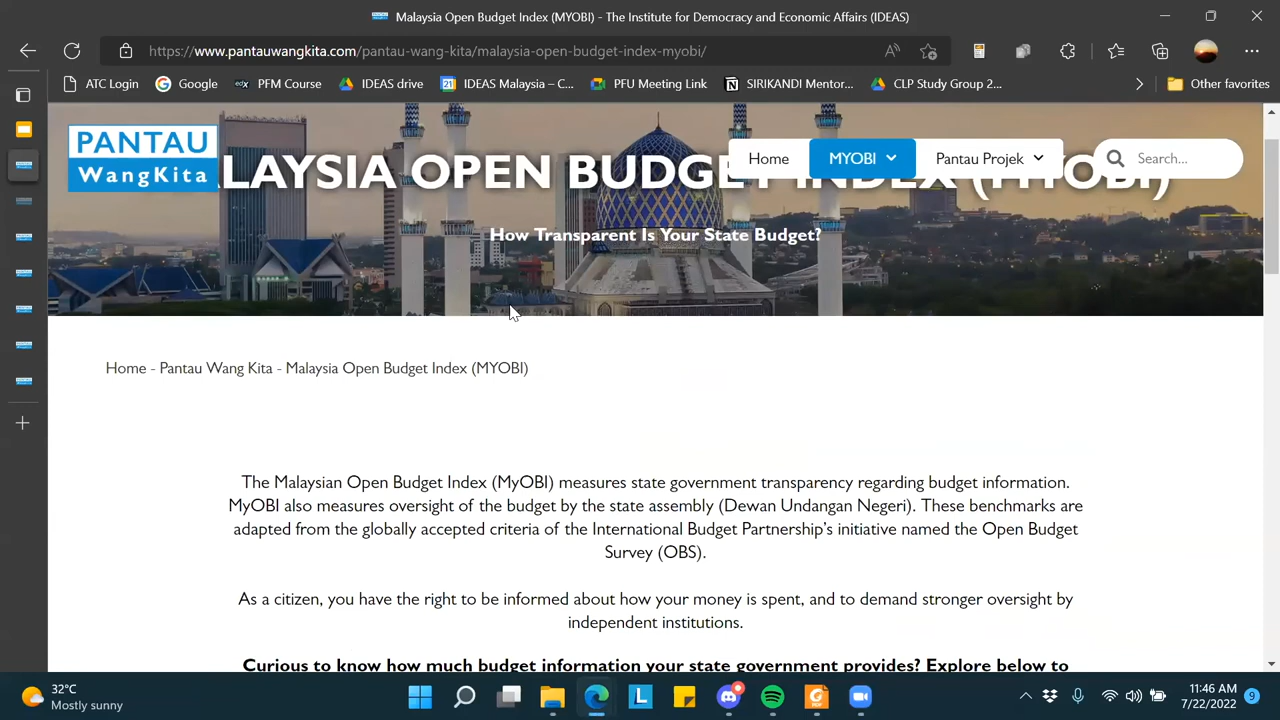 Malaysia Open Budget Index (MYOBI) - The Institute for Democracy and Economic Affairs (IDEAS)
https://www.pantauwangkita.com/pantau-wang-kita/malaysia-open-budget-index-myobi/
ATC Login
Google
edx PFM Course
IDEAS drive
IDEAS Malaysia – C...
PFU Meeting Link
SIRIKANDI Mentor...
CLP Study Group 2...
Other favorites
PANTAU
WangKita
Home
MYOBI
Pantau Projek
Search...
ALAYSIA OPEN BUDGET INDEX (MYOBI)
How Transparent Is Your State Budget?
Home - Pantau Wang Kita - Malaysia Open Budget Index (MYOBI)
The Malaysian Open Budget Index (MyOBI) measures state government transparency regarding budget information.
MyOBI also measures oversight of the budget by the state assembly (Dewan Undangan Negeri). These benchmarks are
adapted from the globally accepted criteria of the International Budget Partnership's initiative named the Open Budget
Survey (OBS).
As a citizen, you have the right to be informed about how your money is spent, and to demand stronger oversight by
independent institutions.
Curious to know how much budget information your state government provides? Explore below to
32°C
Mostly sunny
11:46 AM
7/22/2022
9